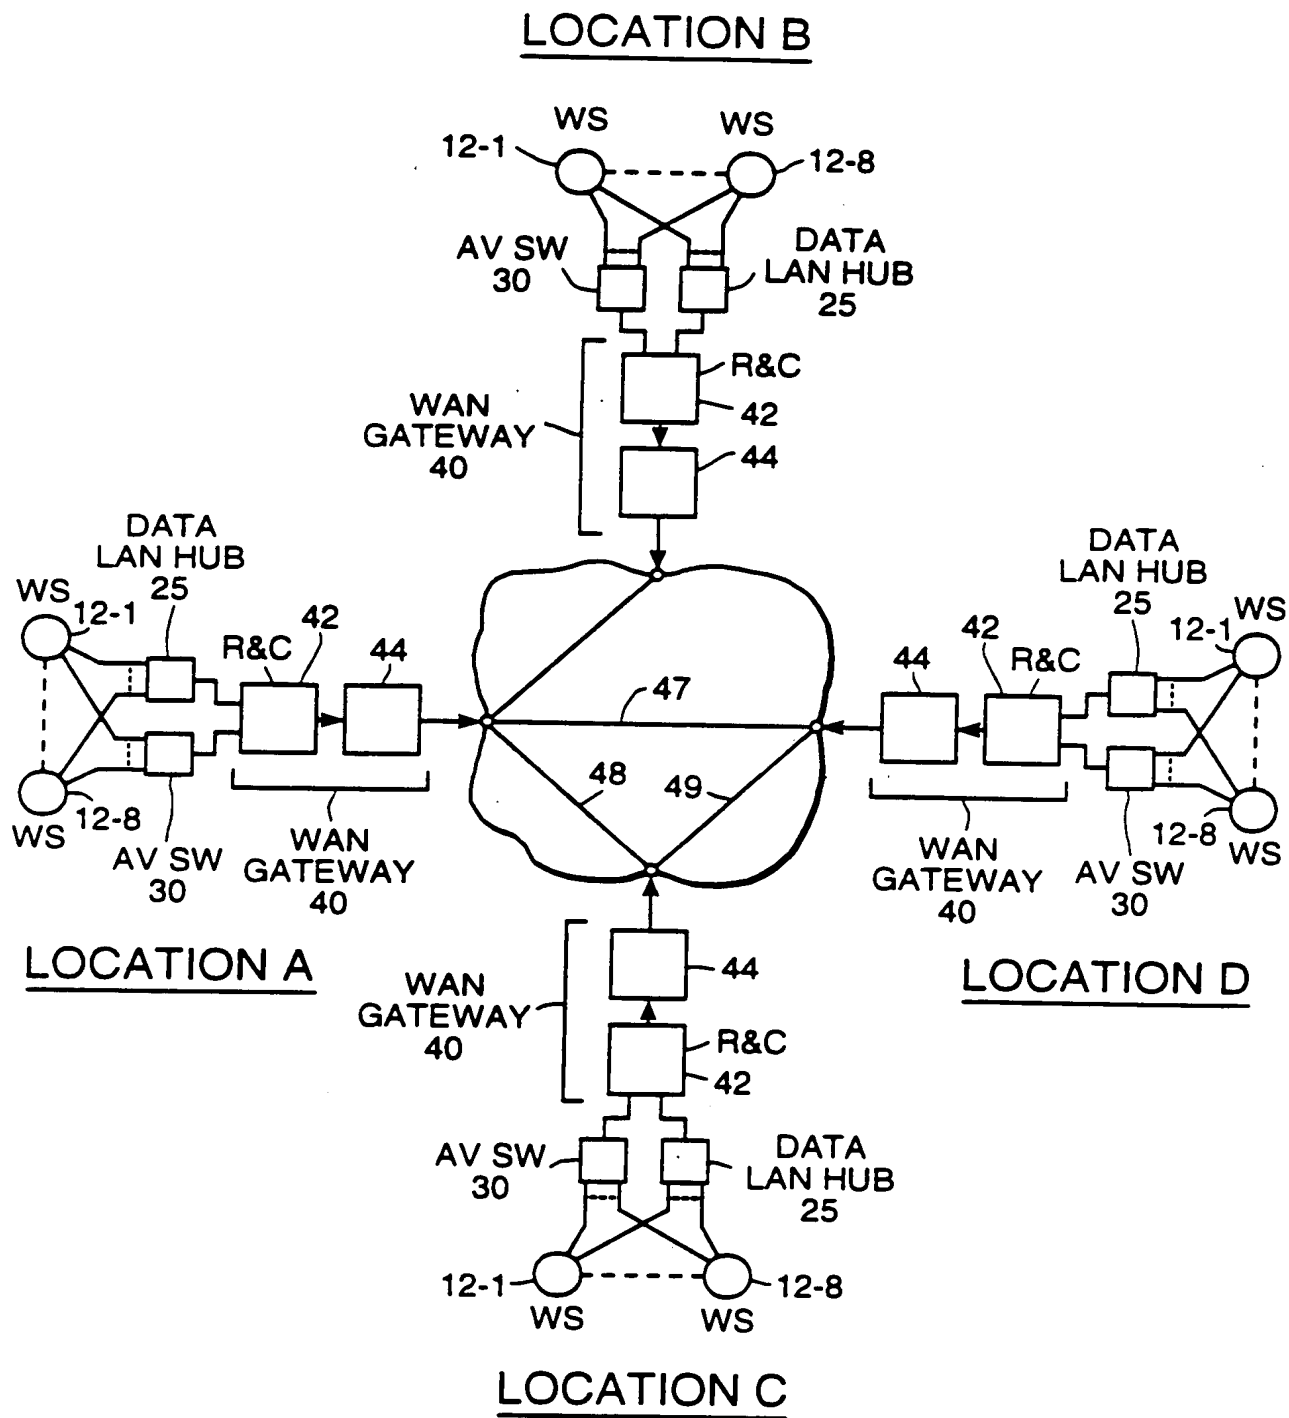 LOCATION B
WS
WS
12-1
12-8
AV SW
30
DATA
LAN HUB
25
R&C
42
WAN
GATEWAY
40
44
DATA
LAN HUB
25
WS
12-1
R&C
42
44
12-8
WS
AV SW
30
WAN
GATEWAY
40
LOCATION A
47
48
49
DATA
LAN HUB
25
WS
12-1
42
R&C
44
12-8
WS
WAN
GATEWAY
40
AV SW
30
LOCATION D
44
WAN
GATEWAY
40
R&C
42
AV SW
30
DATA
LAN HUB
25
12-1
12-8
WS
WS
LOCATION C